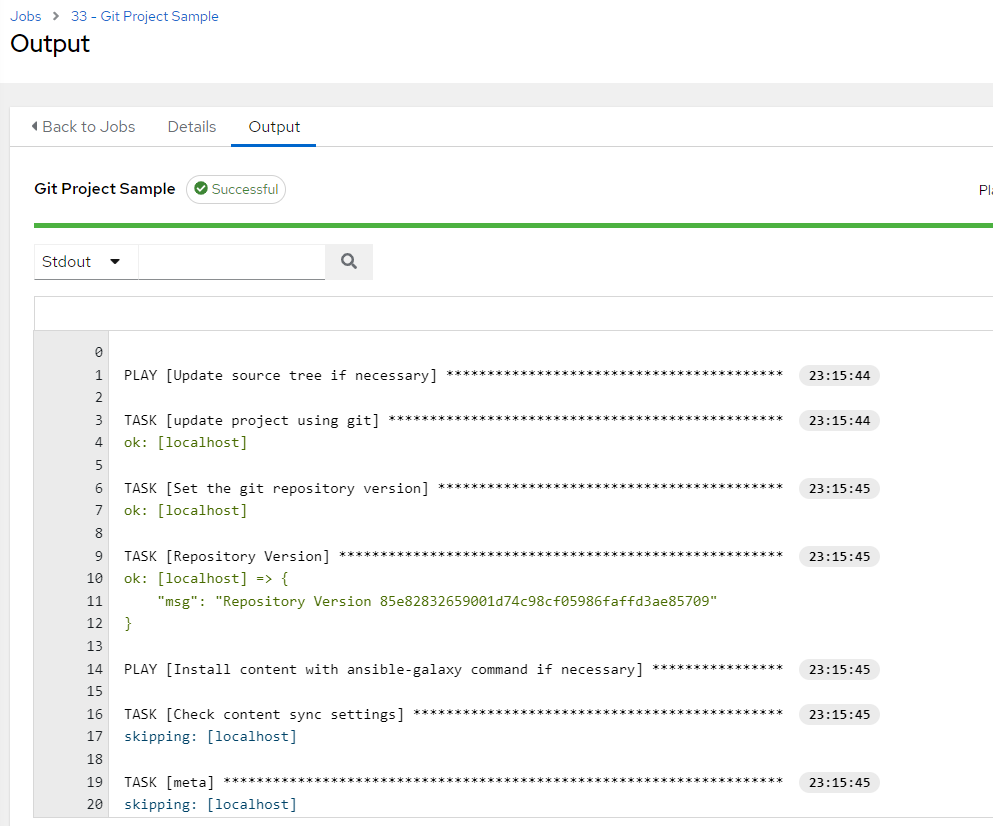 Jobs > 33 - Git Project Sample
Output
Back to Jobs Details Output
Git Project Sample Successful
Stdout
0
1 PLAY [Update source tree if necessary] ***************************************** 23:15:44
2
3 TASK [update project using git] ************************************************ 23:15:44
4 ok: [localhost]
5
6 TASK [Set the git repository version] ****************************************** 23:15:45
7 ok: [localhost]
8
9 TASK [Repository Version] ****************************************************** 23:15:45
10 ok: [localhost] => {
11 "msg": "Repository Version 85e82832659001d74c98cf05986faffd3ae85709"
12 }
13
14 PLAY [Install content with ansible-galaxy command if necessary] **************** 23:15:45
15
16 TASK [Check content sync settings] ********************************************* 23:15:45
17 skipping: [localhost]
18
19 TASK [meta] ******************************************************************** 23:15:45
20 skipping: [localhost]